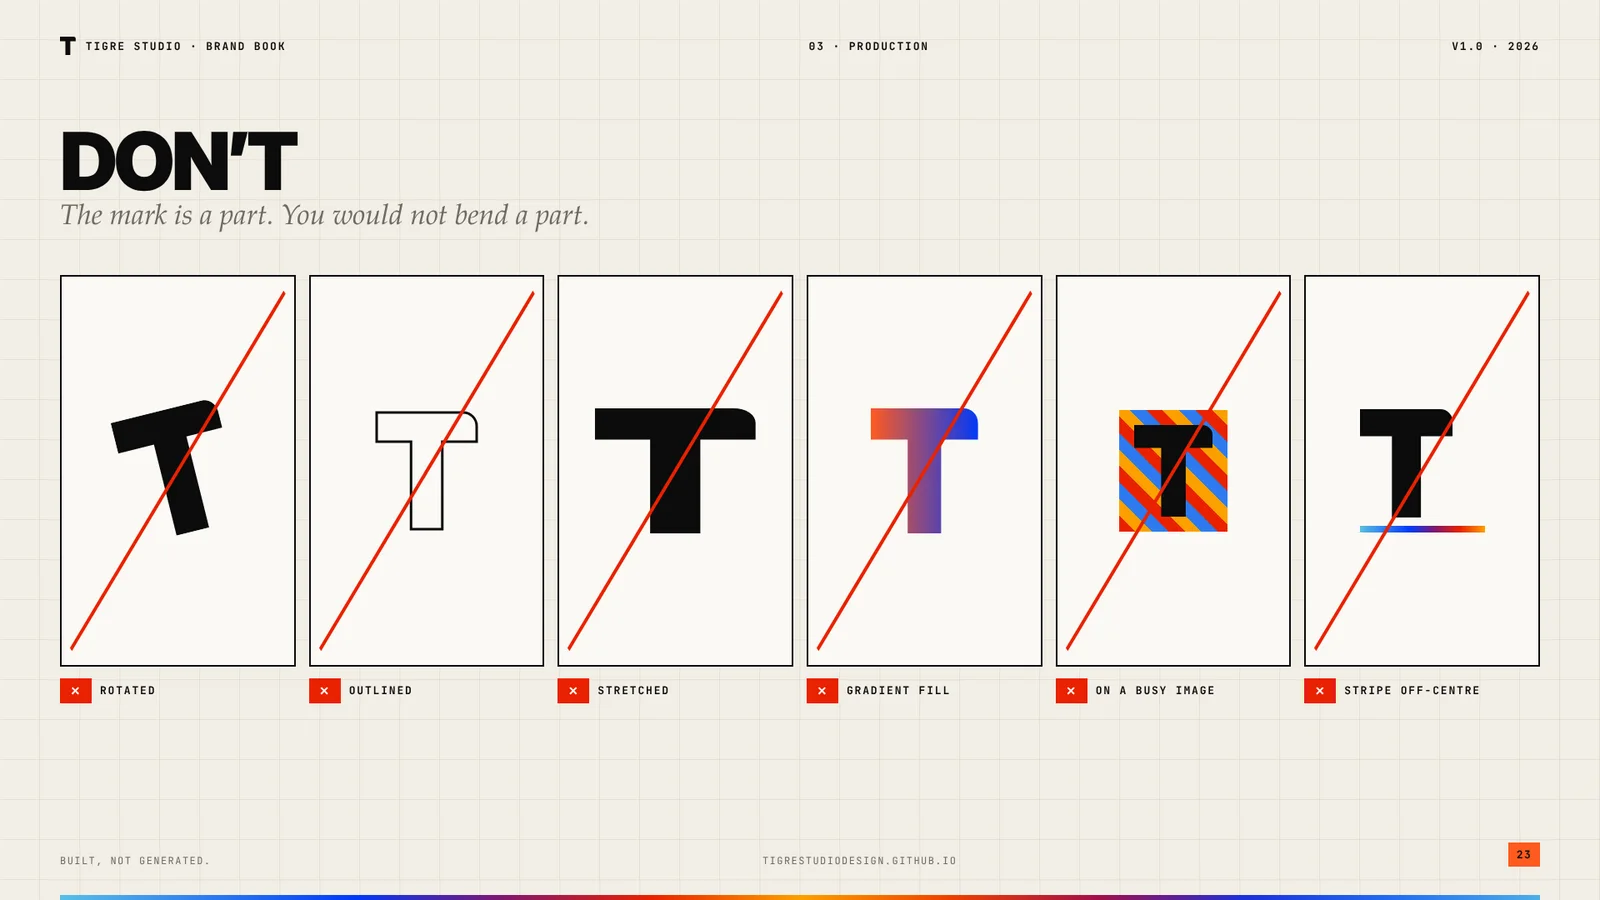 T TIGRE STUDIO · BRAND BOOK
03 · PRODUCTION
V1.0 · 2026
DON'T
The mark is a part. You would not bend a part.
T
T
T
T
T
T
× ROTATED
× OUTLINED
× STRETCHED
× GRADIENT FILL
× ON A BUSY IMAGE
× STRIPE OFF-CENTRE
BUILT, NOT GENERATED.
TIGRESTUDIODESIGN.GITHUB.IO
23